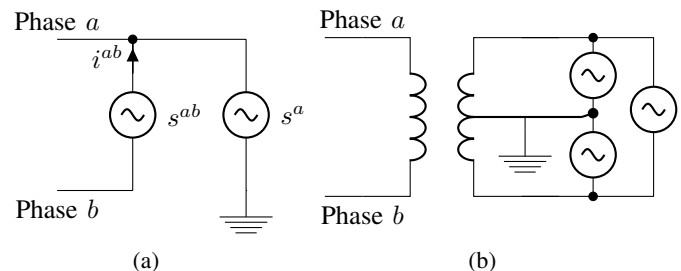 Phase a
Phase a
i^{ab}
s^{ab}
s^{a}
Phase b
Phase b
(a)
(b)